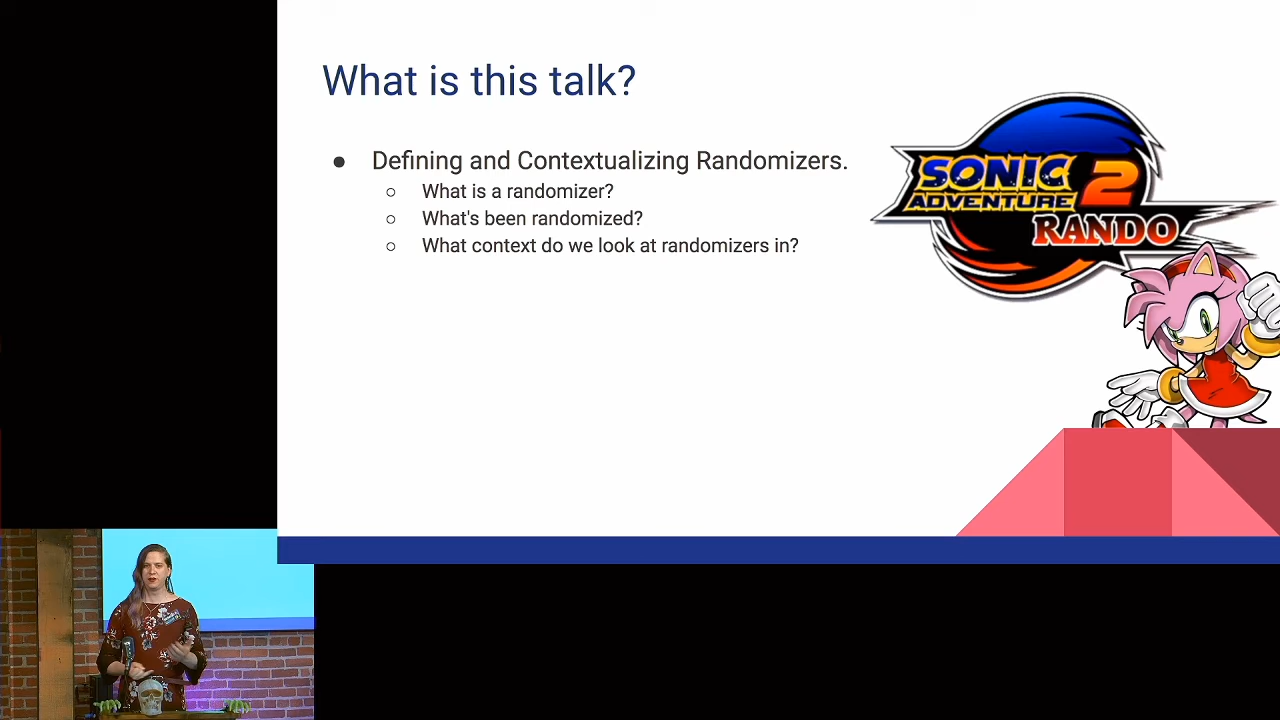 What is this talk?
● Defining and Contextualizing Randomizers.
○ What is a randomizer?
○ What's been randomized?
○ What context do we look at randomizers in?
SONIC
ADVENTURE 2
RANDO